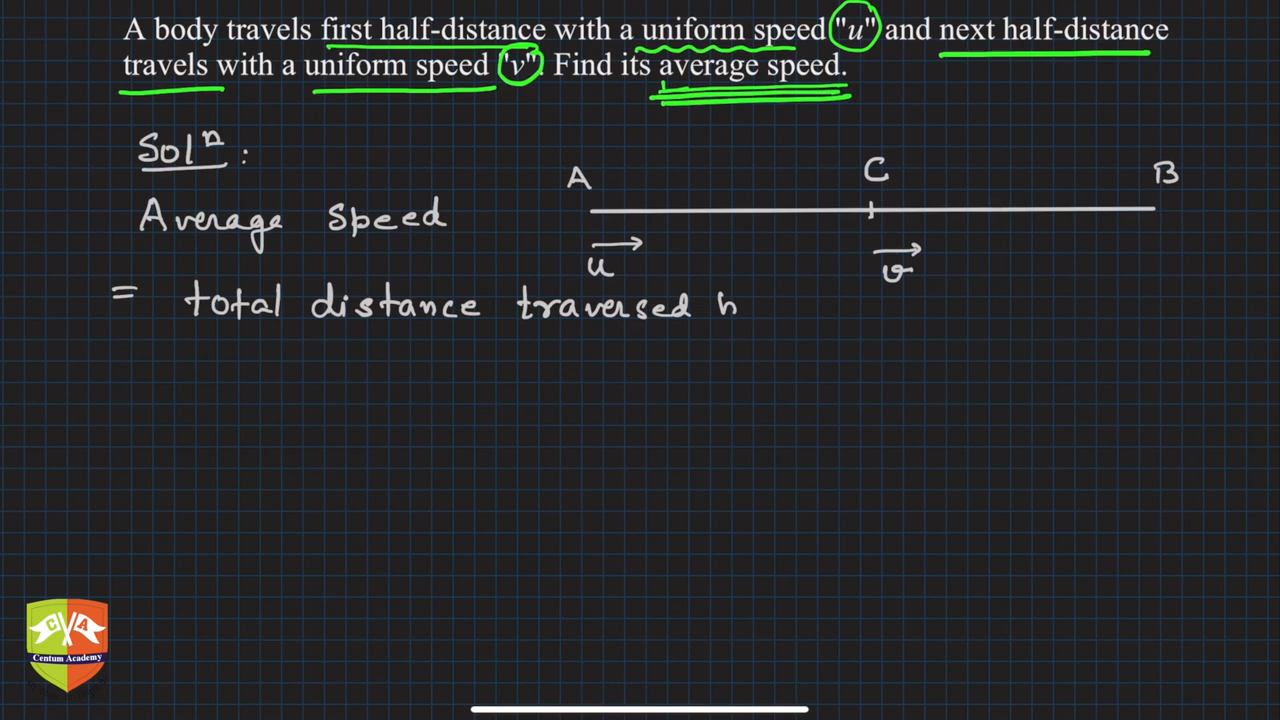 A body travels first half-distance with a uniform speed "u" and next half-distance
travels with a uniform speed "v". Find its average speed.
Solⁿ :
A C B
Average speed
u v
= total distance traversed
C A
Centum Academy